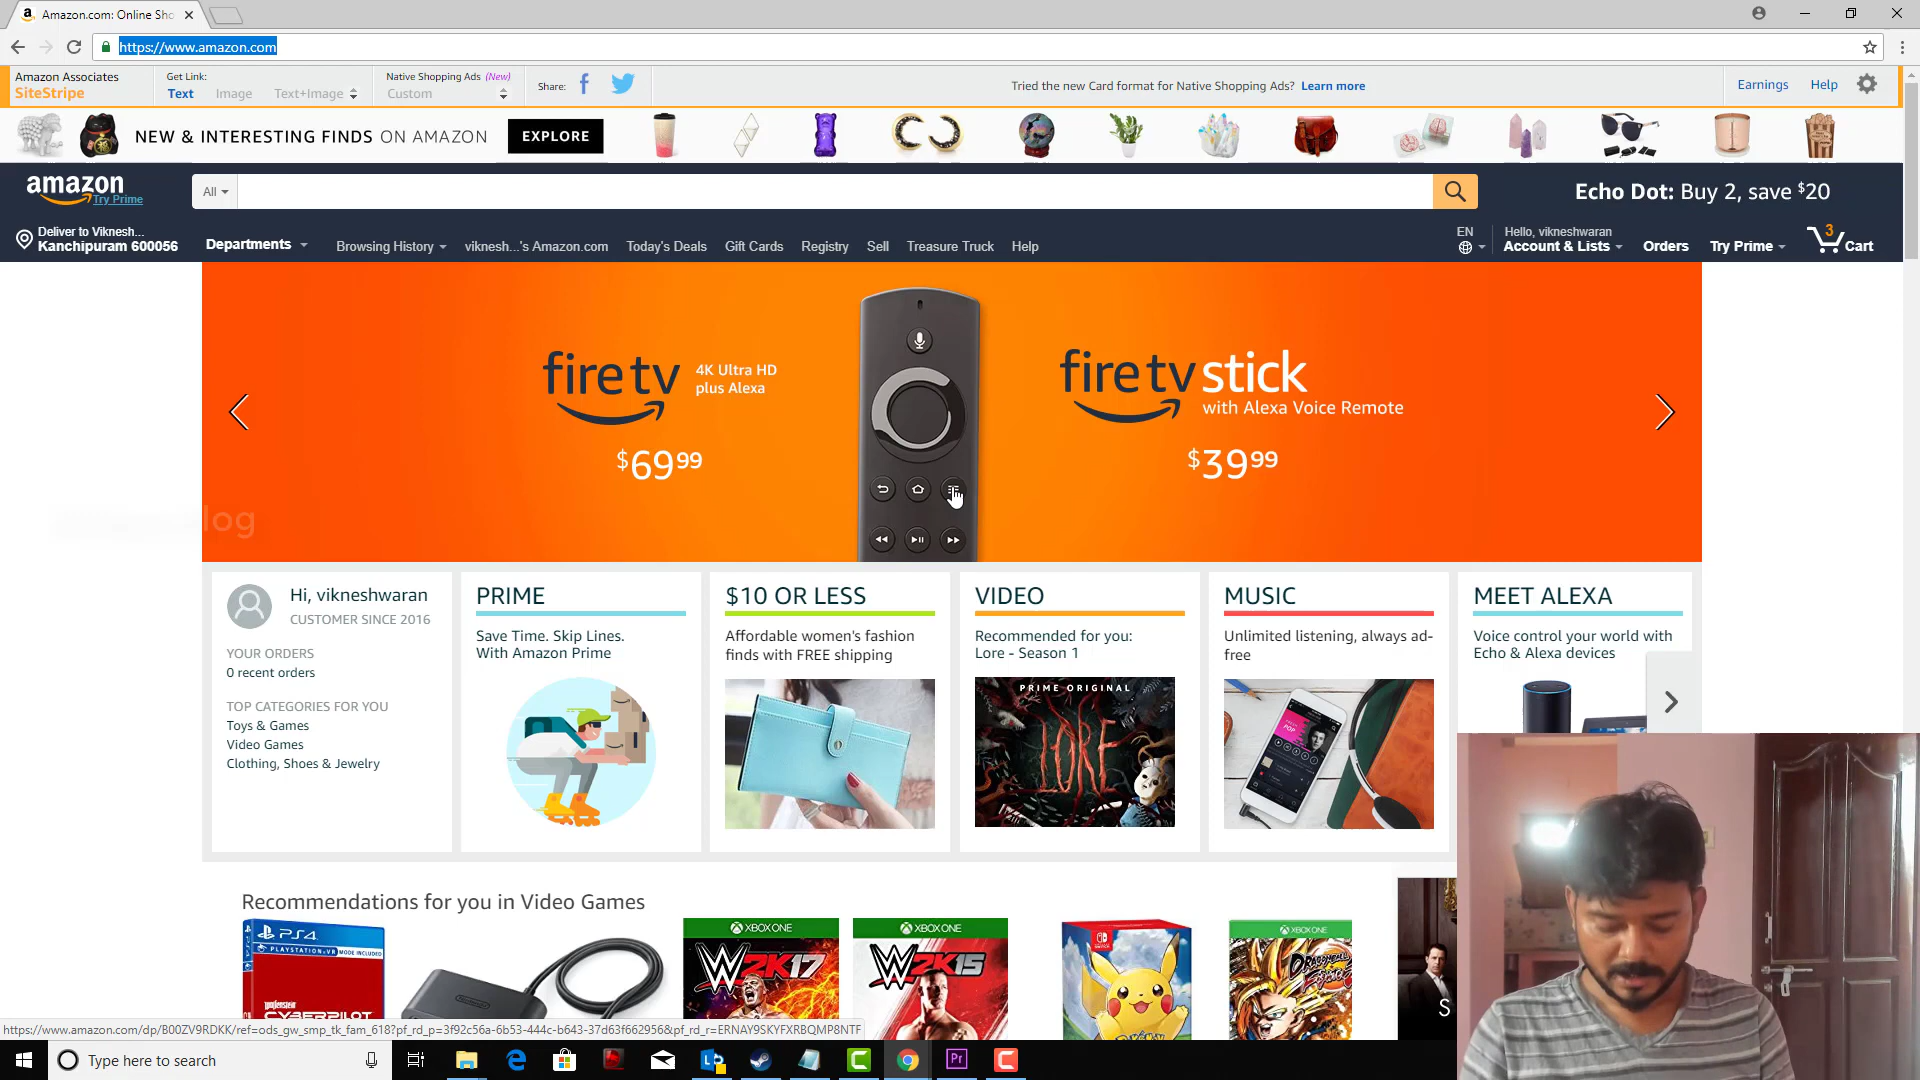 Amazon.com: Online Sho
https://www.amazon.com
Amazon Associates
SiteStripe
Get Link:
Text
Image
Text+Image
Native Shopping Ads (New)
Custom
Share:
Tried the new Card format for Native Shopping Ads? Learn more
Earnings
Help
NEW & INTERESTING FINDS ON AMAZON
EXPLORE
amazon
Try Prime
All
Echo Dot: Buy 2, save $20
Deliver to Viknesh...
Kanchipuram 600056
Departments
Browsing History
viknesh...'s Amazon.com
Today's Deals
Gift Cards
Registry
Sell
Treasure Truck
Help
EN
Hello, vikneshwaran
Account & Lists
Orders
Try Prime
3
Cart
fire tv
4K Ultra HD
plus Alexa
$69 99
fire tv stick
with Alexa Voice Remote
$39 99
log
Hi, vikneshwaran
CUSTOMER SINCE 2016
YOUR ORDERS
0 recent orders
TOP CATEGORIES FOR YOU
Toys & Games
Video Games
Clothing, Shoes & Jewelry
PRIME
Save Time. Skip Lines.
With Amazon Prime
$10 OR LESS
Affordable women's fashion
finds with FREE shipping
VIDEO
Recommended for you:
Lore - Season 1
PRIME ORIGINAL
LORE
MUSIC
Unlimited listening, always ad-
free
MEET ALEXA
Voice control your world with
Echo & Alexa devices
Recommendations for you in Video Games
PS4
PLAYSTATION VR MODE INCLUDED
Wolfenstein
CYBERPILOT
XBOX ONE
W2K17
XBOX ONE
W2K15
XBOX ONE
DRAGONBALL
FighterZ
S
https://www.amazon.com/dp/B00ZV9RDKK/ref=ods_gw_smp_tk_fam_618?pf_rd_p=3f92c56a-6b53-444c-b643-37d63f662956&pf_rd_r=ERNAY9SKYFXRBQMP8NTF
Type here to search
Pr